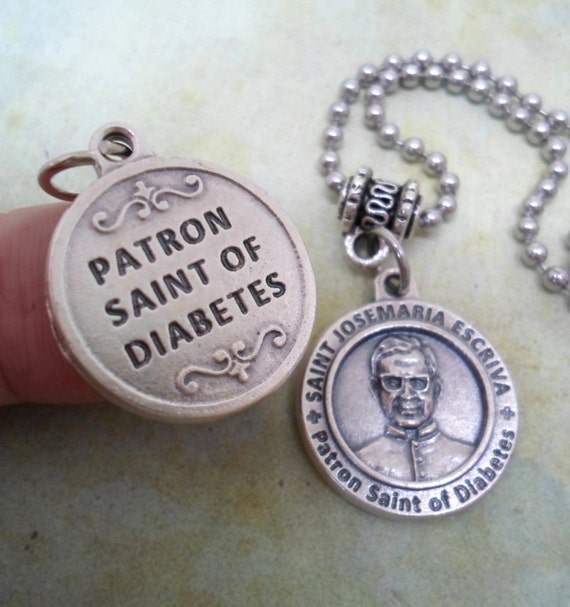 PATRON
SAINT OF
DIABETES
SAINT JOSEMARIA ESCRIVA
Patron Saint of Diabetes